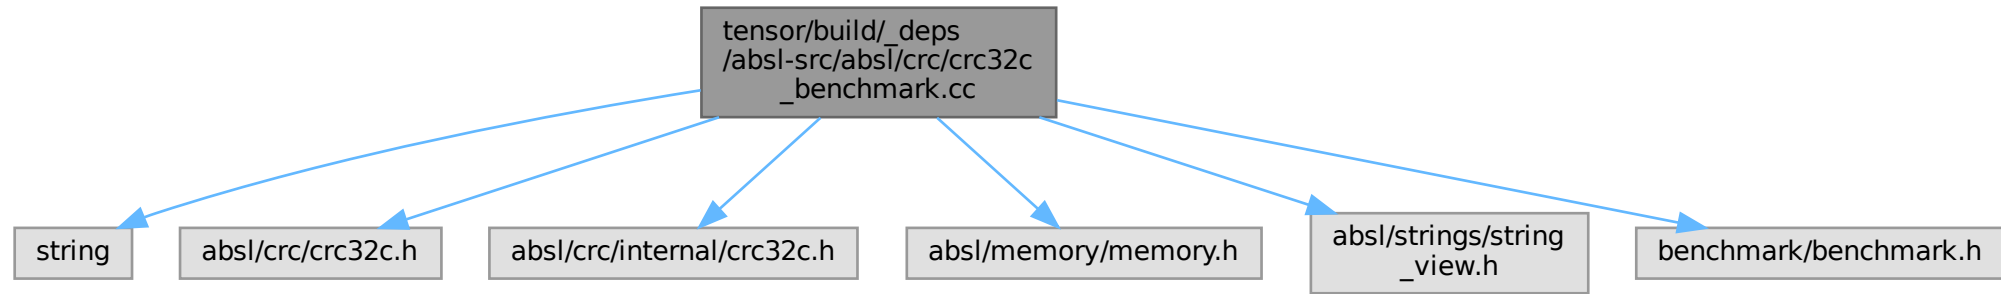 tensor/build/_deps
/absl-src/absl/crc/crc32c
_benchmark.cc
string
absl/crc/crc32c.h
absl/crc/internal/crc32c.h
absl/memory/memory.h
absl/strings/string
_view.h
benchmark/benchmark.h